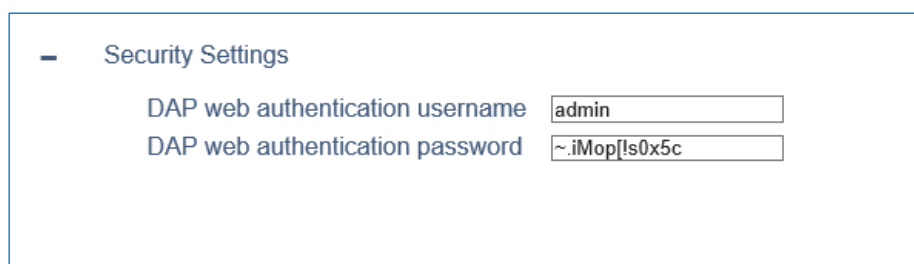 Security Settings
DAP web authentication username admin
DAP web authentication password ~.iMop[!s0x5c